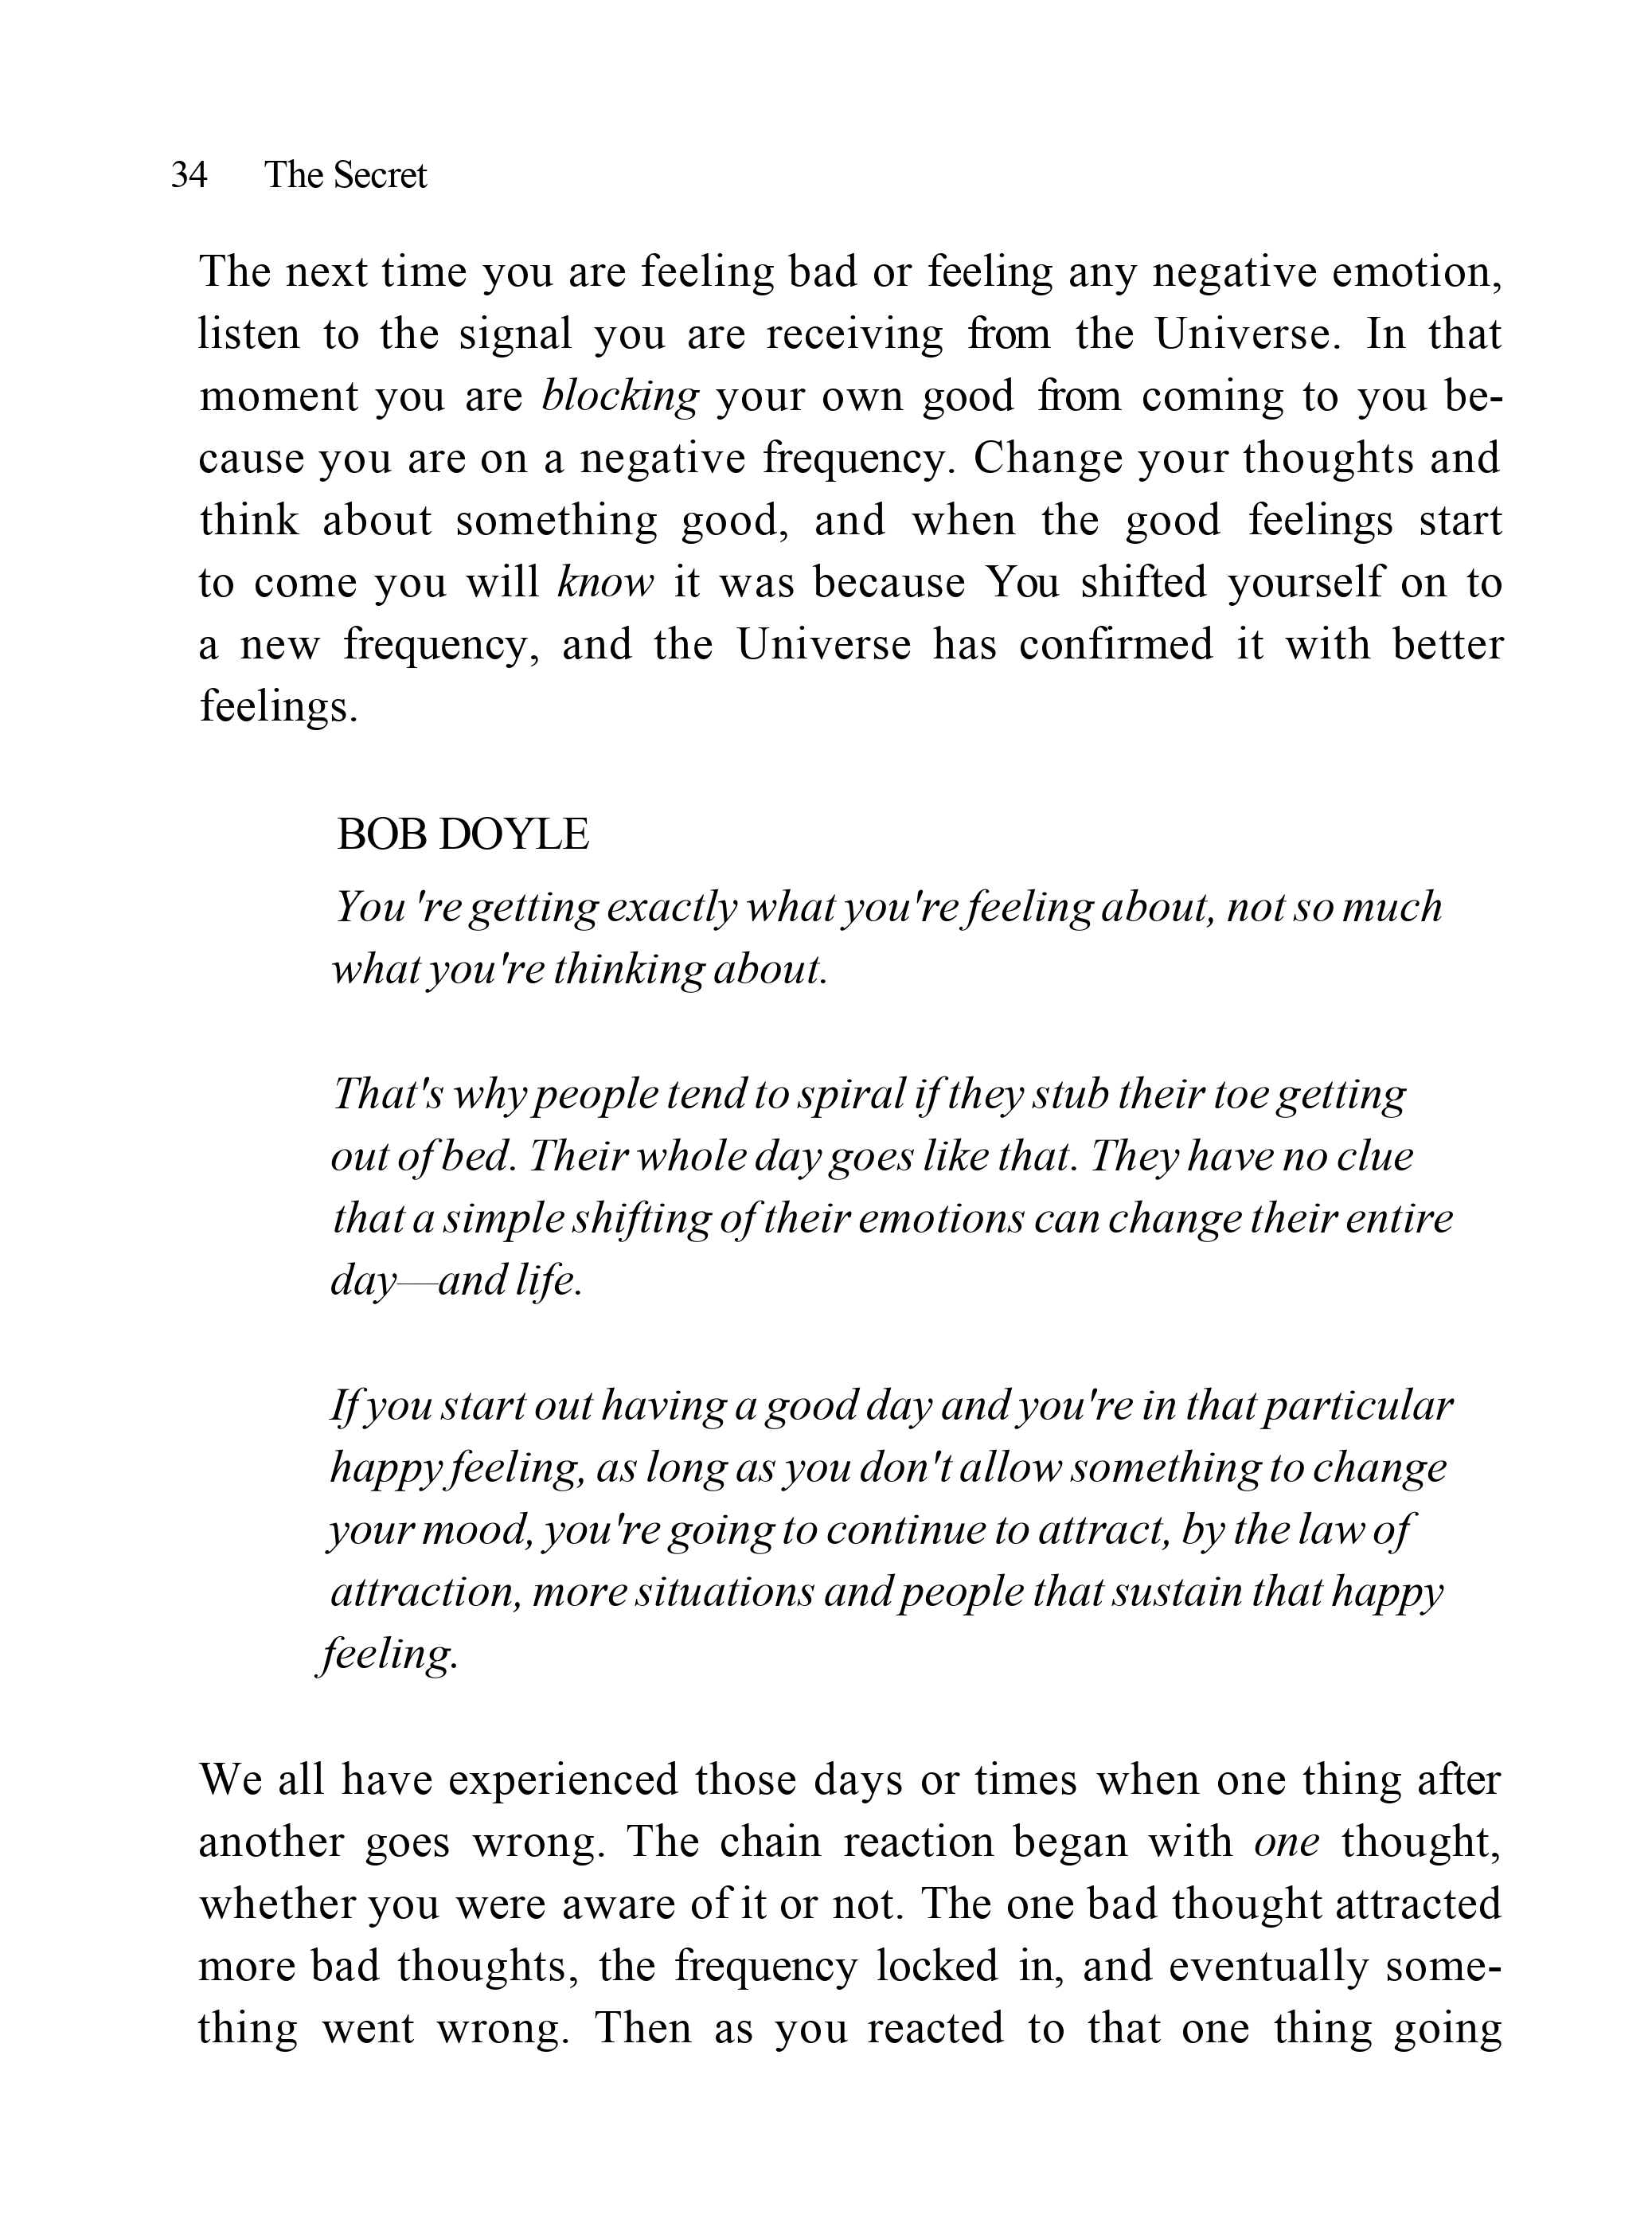 34 The Secret
The next time you are feeling bad or feeling any negative emotion,
listen to the signal you are receiving from the Universe. In that
moment you are blocking your own good from coming to you be-
cause you are on a negative frequency. Change your thoughts and
think about something good, and when the good feelings start
to come you will know it was because You shifted yourself on to
a new frequency, and the Universe has confirmed it with better
feelings.
BOB DOYLE
You 're getting exactly what you're feeling about, not so much
what you're thinking about.
That's why people tend to spiral if they stub their toe getting
out of bed. Their whole day goes like that. They have no clue
that a simple shifting of their emotions can change their entire
day—and life.
If you start out having a good day and you're in that particular
happy feeling, as long as you don't allow something to change
your mood, you're going to continue to attract, by the law of
attraction, more situations and people that sustain that happy
feeling.
We all have experienced those days or times when one thing after
another goes wrong. The chain reaction began with one thought,
whether you were aware of it or not. The one bad thought attracted
more bad thoughts, the frequency locked in, and eventually some-
thing went wrong. Then as you reacted to that one thing going